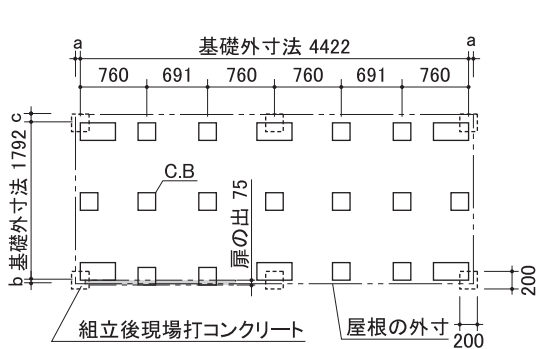 a 基礎外寸法 4422 a
760 691 760 760 691 760
c
基礎外寸法 1792
b
C.B
扉の出 75
組立後現場打コンクリート
屋根の外寸
200
200